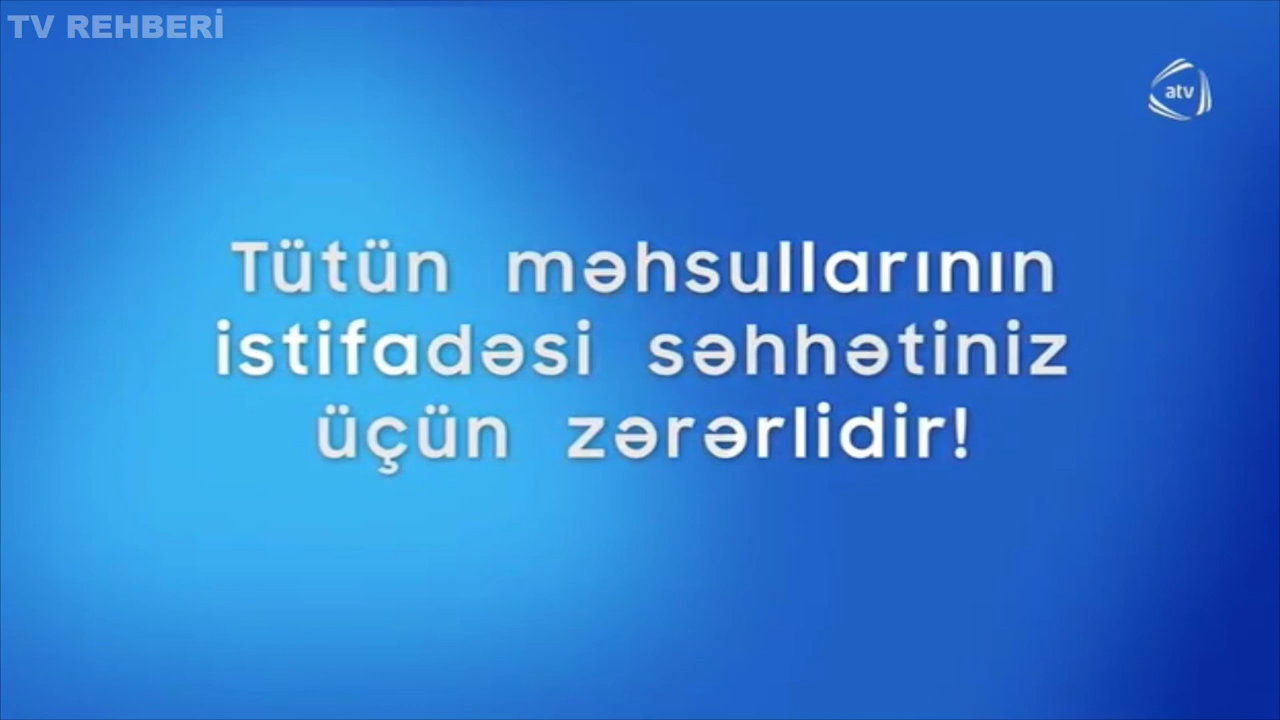 TV REHBERİ
atv
Tütün məhsullarının
istifadəsi səhhətiniz
üçün zərərlidir!